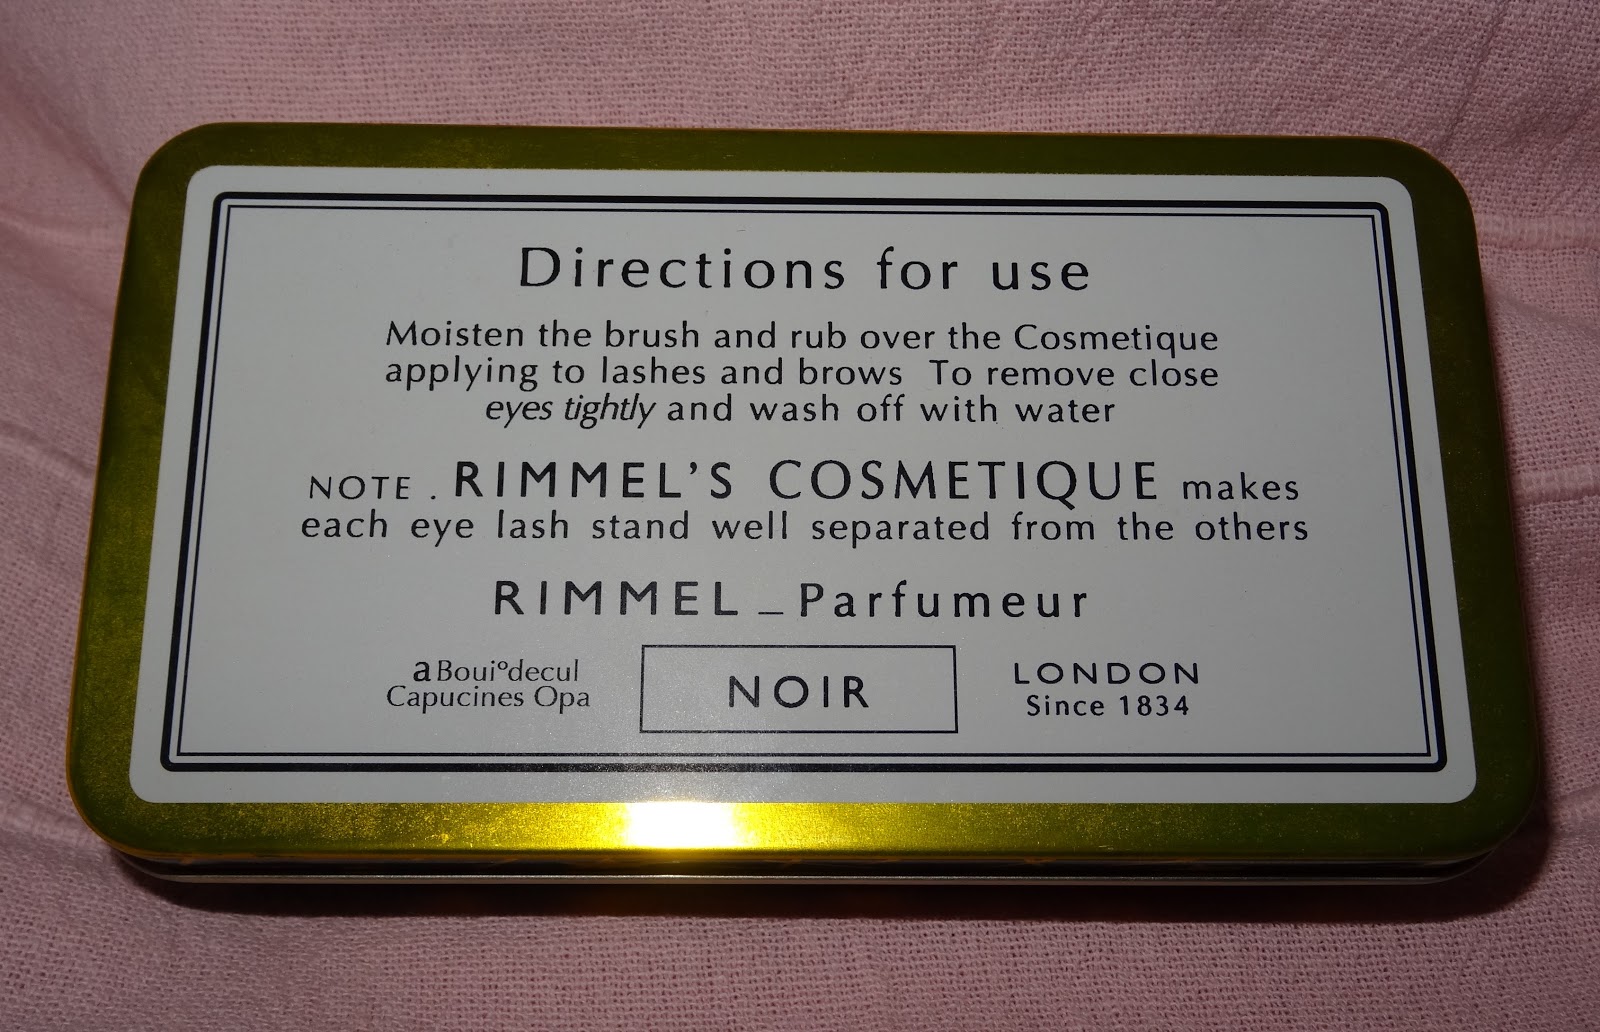 Directions for use
Moisten the brush and rub over the Cosmetique
applying to lashes and brows To remove close
eyes tightly and wash off with water
NOTE . RIMMEL'S COSMETIQUE makes
each eye lash stand well separated from the others
RIMMEL _ Parfumeur
a Boui°decul
Capucines Opa
NOIR
LONDON
Since 1834